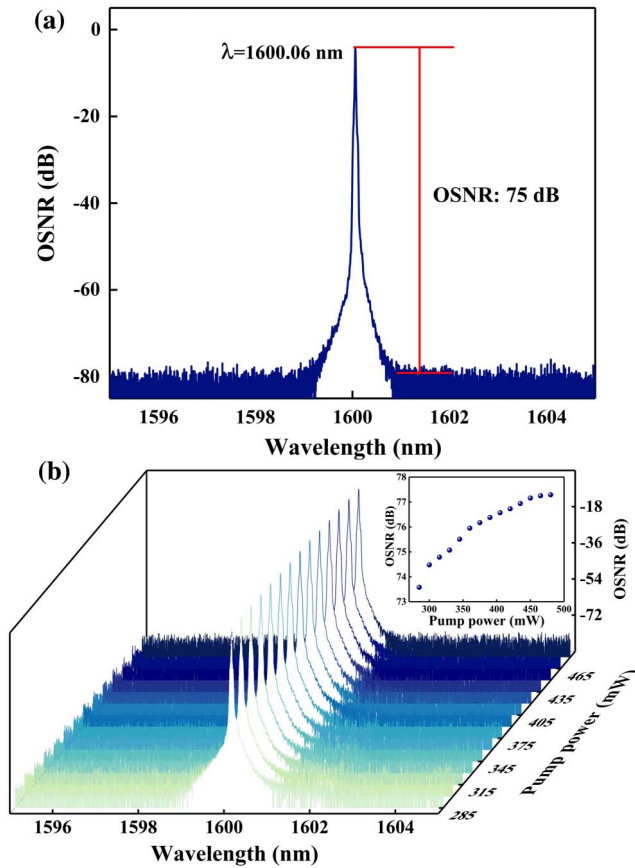 (a)
0
λ=1600.06 nm
-20
-40
OSNR: 75 dB
-60
-80
OSNR (dB)
1596 1598 1600 1602 1604
Wavelength (nm)
(b)
78
77
76
75
74
73
OSNR (dB)
300 350 400 450 500
Pump power (mW)
-18
-36
-54
-72
OSNR (dB)
465
435
405
375
345
315
285
Pump power (mW)
1596 1598 1600 1602 1604
Wavelength (nm)